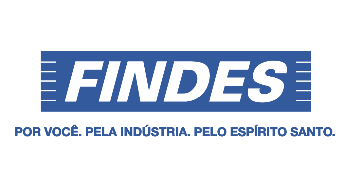 FINDES
POR VOCÊ. PELA INDÚSTRIA. PELO ESPÍRITO SANTO.